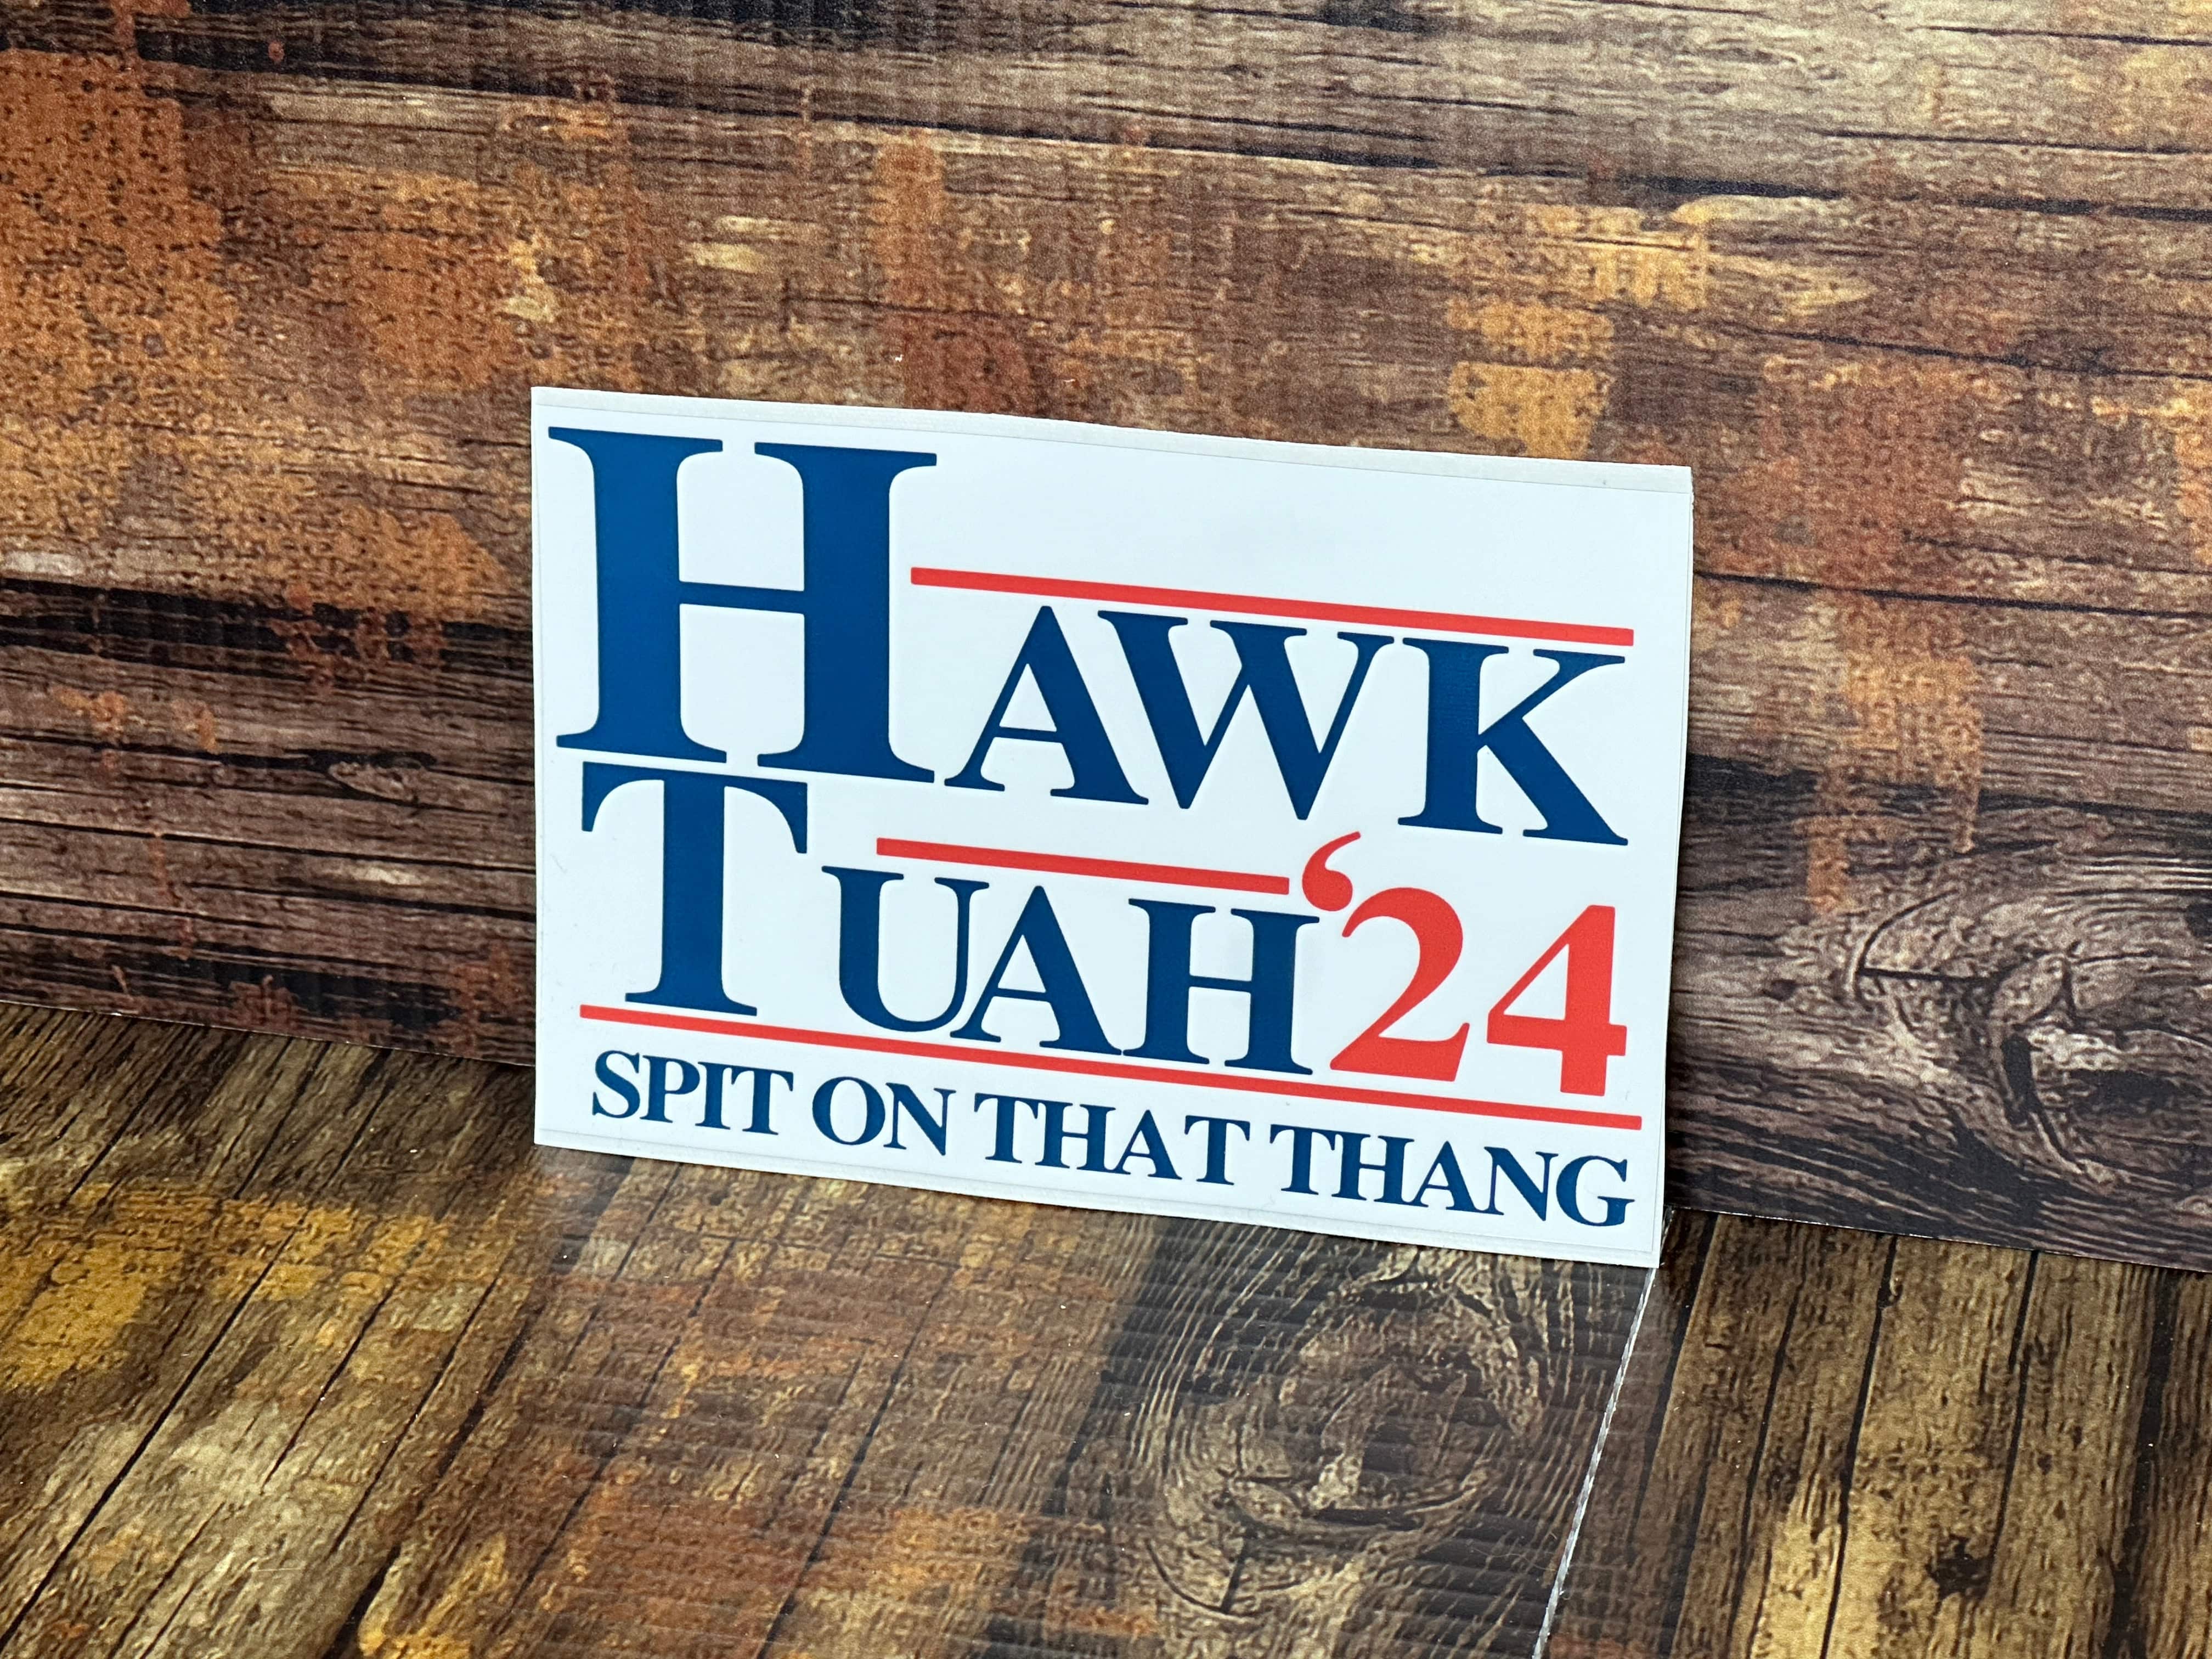 HAWK
TUAH‘24
SPIT ON THAT THANG